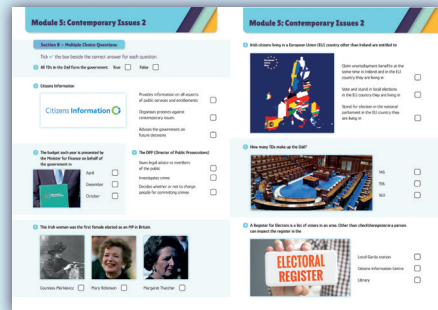 Module 5: Contemporary Issues 2
Section B – Multiple Choice Questions
Tick ✓ the box beside the correct answer for each question.
All TDs in the Dáil form the government. True False
Citizens Information
Citizens Information
Provides information on all aspects
of public services and entitlements
Organises protests against
contemporary issues
Advises the government on
future decisions
The budget each year is presented by
the Minister for Finance on behalf of
the government in
April
December
October
The DPP (Director of Public Prosecutions)
Gives legal advice to members
of the public
Investigates crime
Decides whether or not to charge
people for committing crimes
This Irish woman was the first female elected as an MP in Britain.
Countess Markievicz
Mary Robinson
Margaret Thatcher
Module 5: Contemporary Issues 2
Irish citizens living in a European Union (EU) country other than Ireland are entitled to
Claim unemployment benefits at the
same time in Ireland and in the EU
country they are living in
Vote and stand in local elections
in the EU country they are living in
Stand for election in the national
parliament in the EU country they
are living in
How many TDs make up the Dáil?
A Register for Electors is a list of voters in an area. Other than checktheregister.ie a person
can inspect the register in the
ELECTORAL
REGISTER
Local Garda station
Citizens Information Centre
Library